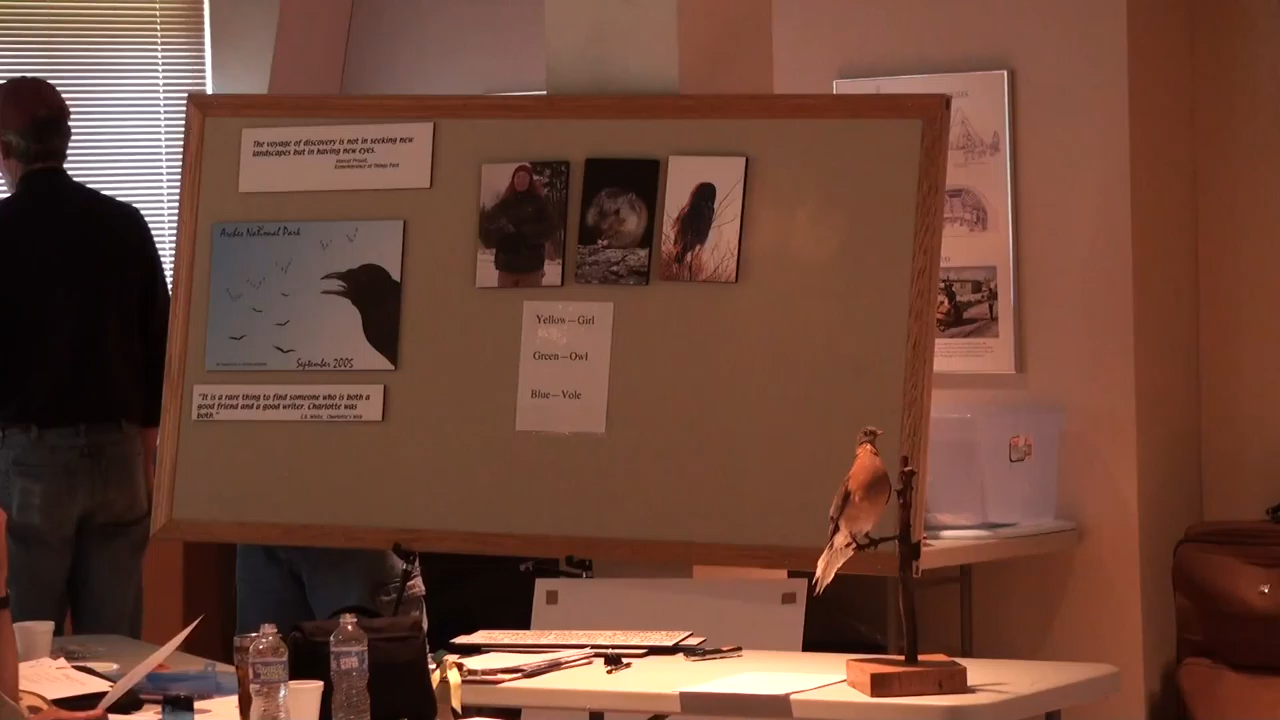 The voyage of discovery is not in seeking new
landscapes but in having new eyes.
Marcel Proust,
Remembrance of Things Past
Arches National Park
September 2005
"It is a rare thing to find someone who is both a
good friend and a good writer. Charlotte was
both."
E.B. White, Charlotte's Web
Yellow—Girl
Green—Owl
Blue—Vole